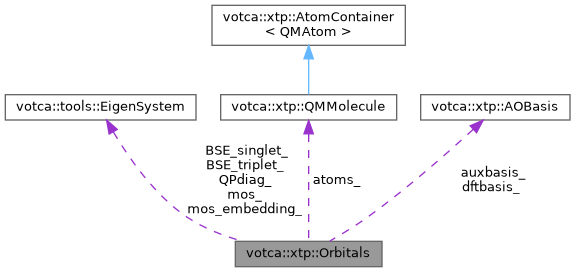 votca::xtp::AtomContainer
< QMAtom >
votca::tools::EigenSystem
votca::xtp::QMMolecule
votca::xtp::AOBasis
BSE_singlet_
BSE_triplet_
QPdiag_
mos_
mos_embedding_
atoms_
auxbasis_
dftbasis_
votca::xtp::Orbitals